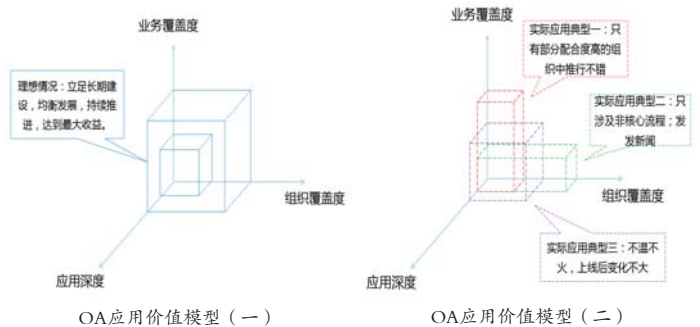 业务覆盖度
理想情况：立足长期建
设，均衡发展，持续推
进，达到最大收益。
组织覆盖度
应用深度
OA应用价值模型（一）
业务覆盖度
实际应用典型一：只
有部分配合度高的组
织中推行不错
实际应用典型二：只
涉及非核心流程；发
发新闻
组织覆盖度
实际应用典型三：不温不
火，上线后变化不大
应用深度
OA应用价值模型（二）